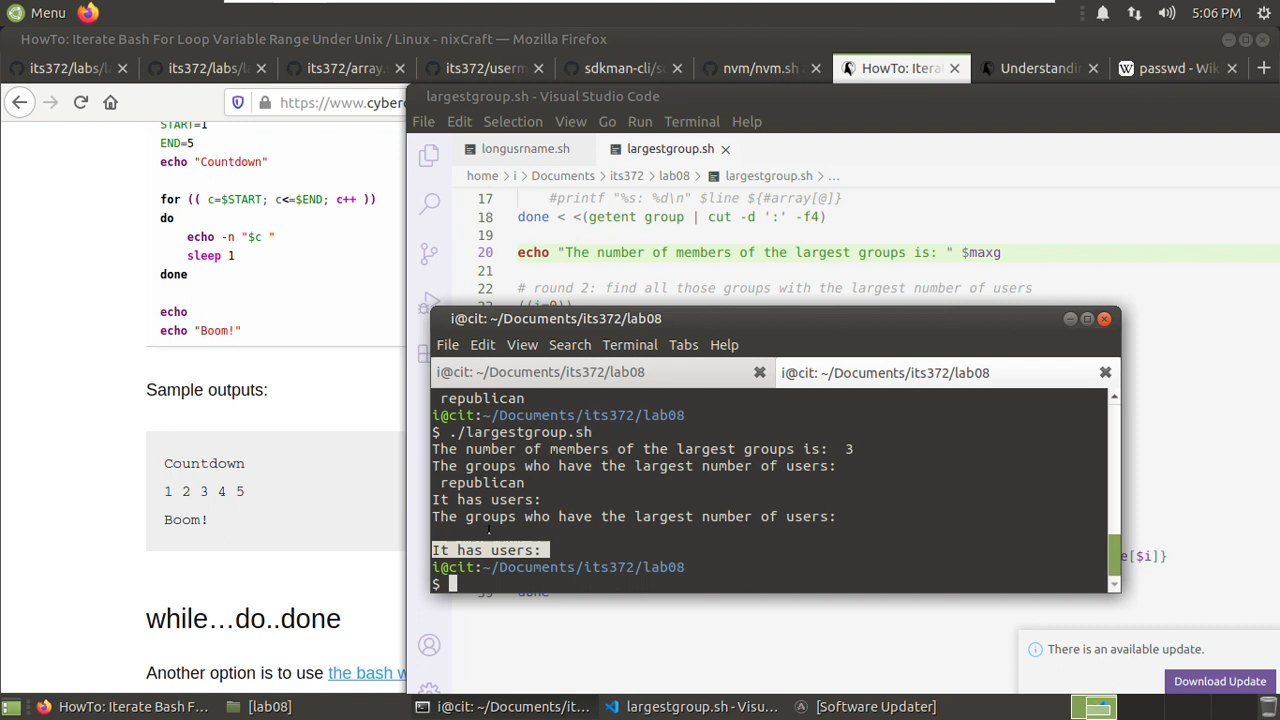 Menu
5:06 PM
HowTo: Iterate Bash For Loop Variable Range Under Unix / Linux - nixCraft — Mozilla Firefox
its372/labs/
its372/labs/
its372/array.
its372/userm
sdkman-cli/s
nvm/nvm.sh
HowTo: Itera
Understandin
passwd - Wik
https://www.cyberc
START=1
END=5
echo "Countdown"
for (( c=$START; c<=$END; c++ ))
do
echo -n "$c "
sleep 1
done
echo
echo "Boom!"
Sample outputs:
Countdown
1 2 3 4 5
Boom!
while…do..done
Another option is to use the bash w
largestgroup.sh - Visual Studio Code
File Edit Selection View Go Run Terminal Help
longusrname.sh
largestgroup.sh
home › i › Documents › its372 › lab08 › largestgroup.sh › …
17 #printf "%s: %d\n" $line ${#array[@]}
18 done < <(getent group | cut -d ':' -f4)
19
20 echo "The number of members of the largest groups is: " $maxg
21
22 # round 2: find all those groups with the largest number of users
23 ((i=0))
i@cit: ~/Documents/its372/lab08
File Edit View Search Terminal Tabs Help
i@cit: ~/Documents/its372/lab08
i@cit: ~/Documents/its372/lab08
republican
i@cit:~/Documents/its372/lab08
$ ./largestgroup.sh
The number of members of the largest groups is:  3
The groups who have the largest number of users:
republican
It has users:
The groups who have the largest number of users:
It has users:
i@cit:~/Documents/its372/lab08
$
e[$i]}
39 done
There is an available update.
Download Update
HowTo: Iterate Bash F...
[lab08]
i@cit: ~/Documents/its...
largestgroup.sh - Visu...
[Software Updater]